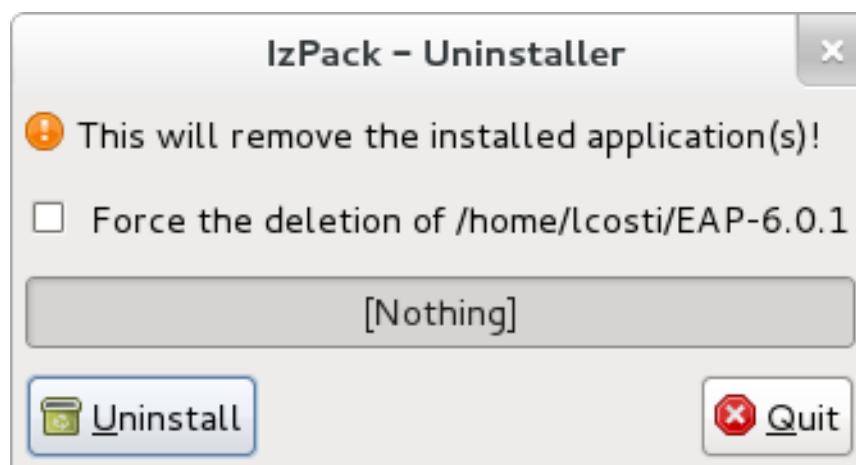 IzPack - Uninstaller
This will remove the installed application(s)!
Force the deletion of /home/lcosti/EAP-6.0.1
[Nothing]
Uninstall
Quit